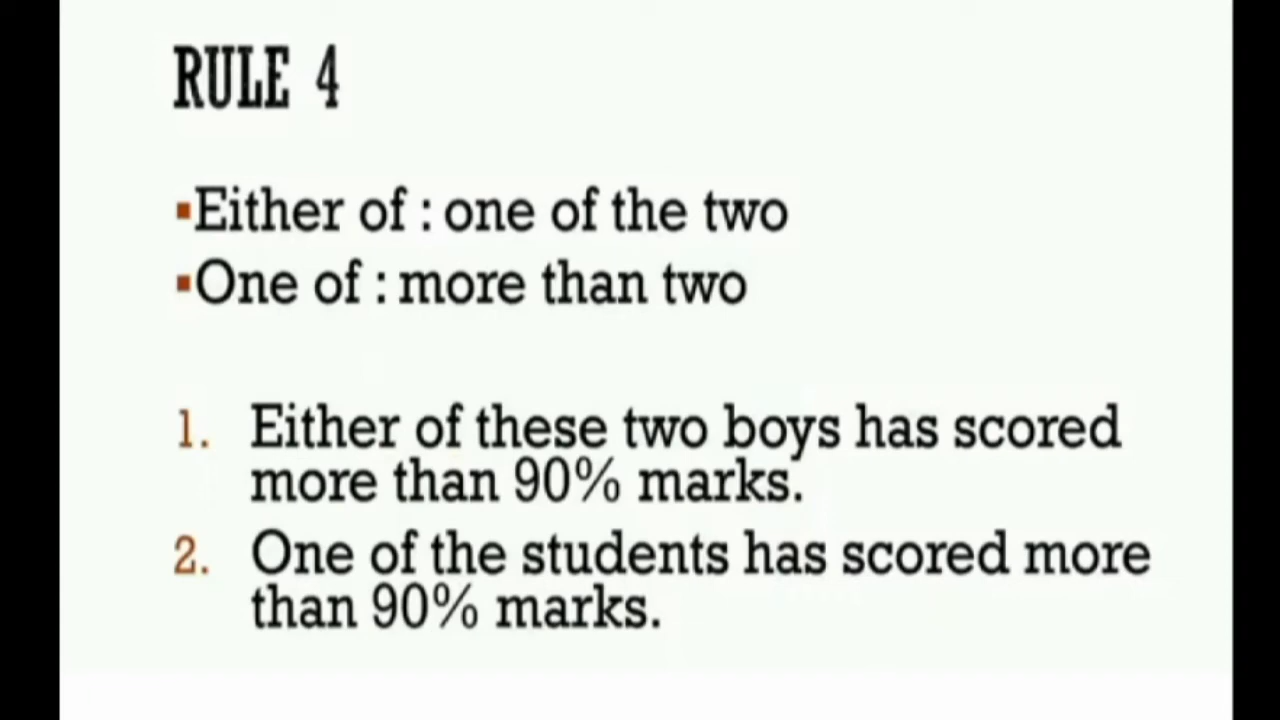 RULE 4
▪Either of : one of the two
▪One of : more than two
1. Either of these two boys has scored
more than 90% marks.
2. One of the students has scored more
than 90% marks.